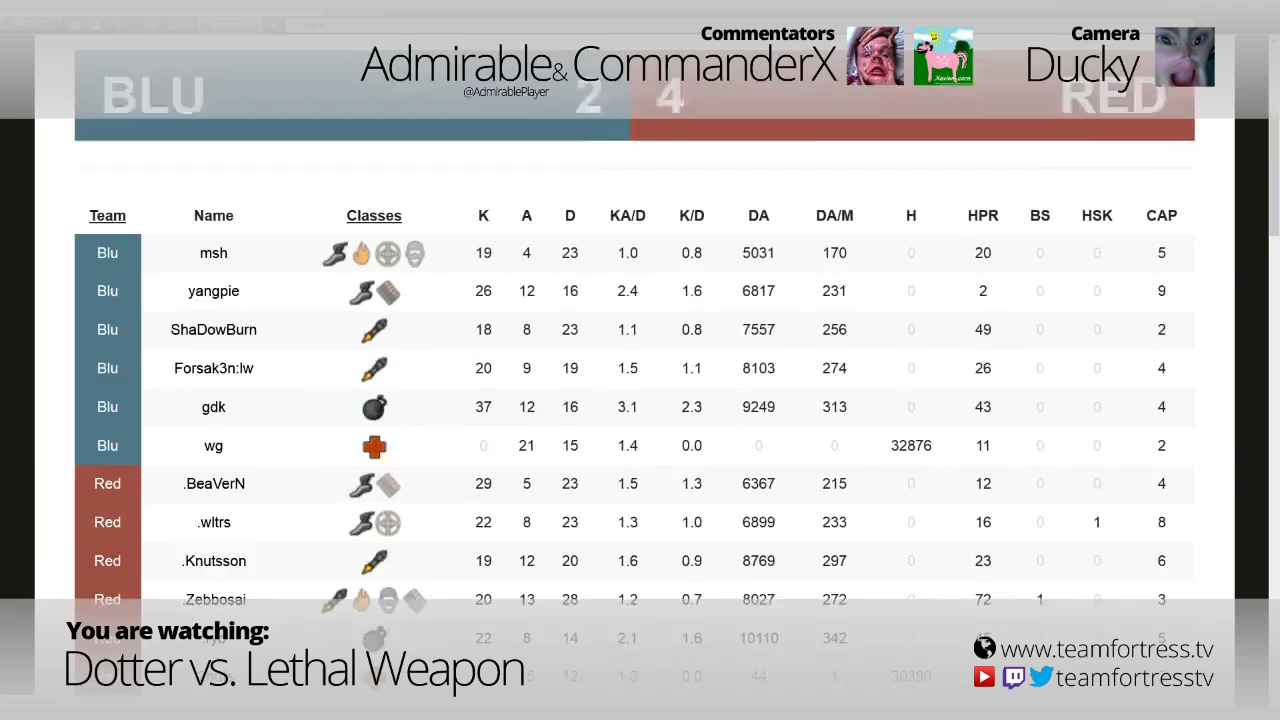 Commentators
Admirable & CommanderX
@AdmirablePlayer
Camera
Ducky
BLU 2 4 RED
Team Name Classes K A D KA/D K/D DA DA/M H HPR BS HSK CAP
Blu msh 19 4 23 1.0 0.8 5031 170 0 20 0 0 5
Blu yangpie 26 12 16 2.4 1.6 6817 231 0 2 0 0 9
Blu ShaDowBurn 18 8 23 1.1 0.8 7557 256 0 49 0 0 2
Blu Forsak3n:lw 20 9 19 1.5 1.1 8103 274 0 26 0 0 4
Blu gdk 37 12 16 3.1 2.3 9249 313 0 43 0 0 4
Blu wg 0 21 15 1.4 0.0 0 0 32876 11 0 0 2
Red .BeaVerN 29 5 23 1.5 1.3 6367 215 0 12 0 0 4
Red .wltrs 22 8 23 1.3 1.0 6899 233 0 16 0 1 8
Red .Knutsson 19 12 20 1.6 0.9 8769 297 0 23 0 0 6
Red .Zebbosai 20 13 28 1.2 0.7 8027 272 0 72 1 0 3
22 8 14 2.1 1.6 10110 342
12 1.3 0.0 44 1 30390
You are watching:
Dotter vs. Lethal Weapon
www.teamfortress.tv
teamfortresstv